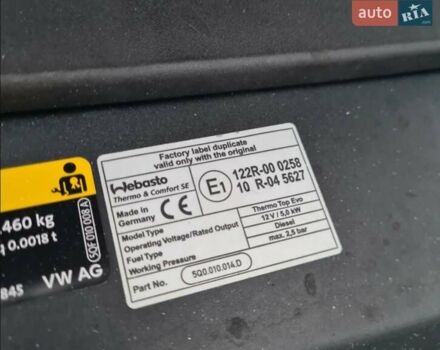 auto RIA.com
Factory label duplicate
valid only with the original
Webasto
Thermo & Comfort SE
E1
122R-00 0258
10 R-04 5627
Made in
Germany
CE
Model Type
Thermo Top Evo
Operating Voltage/Rated Output
12 V / 5,0 kW
Fuel Type
Diesel
Working Pressure
max. 2,5 bar
Part No.
5Q0.010.014.D
460 kg
0.0018 t
5QF 010 008 A
845
VW AG